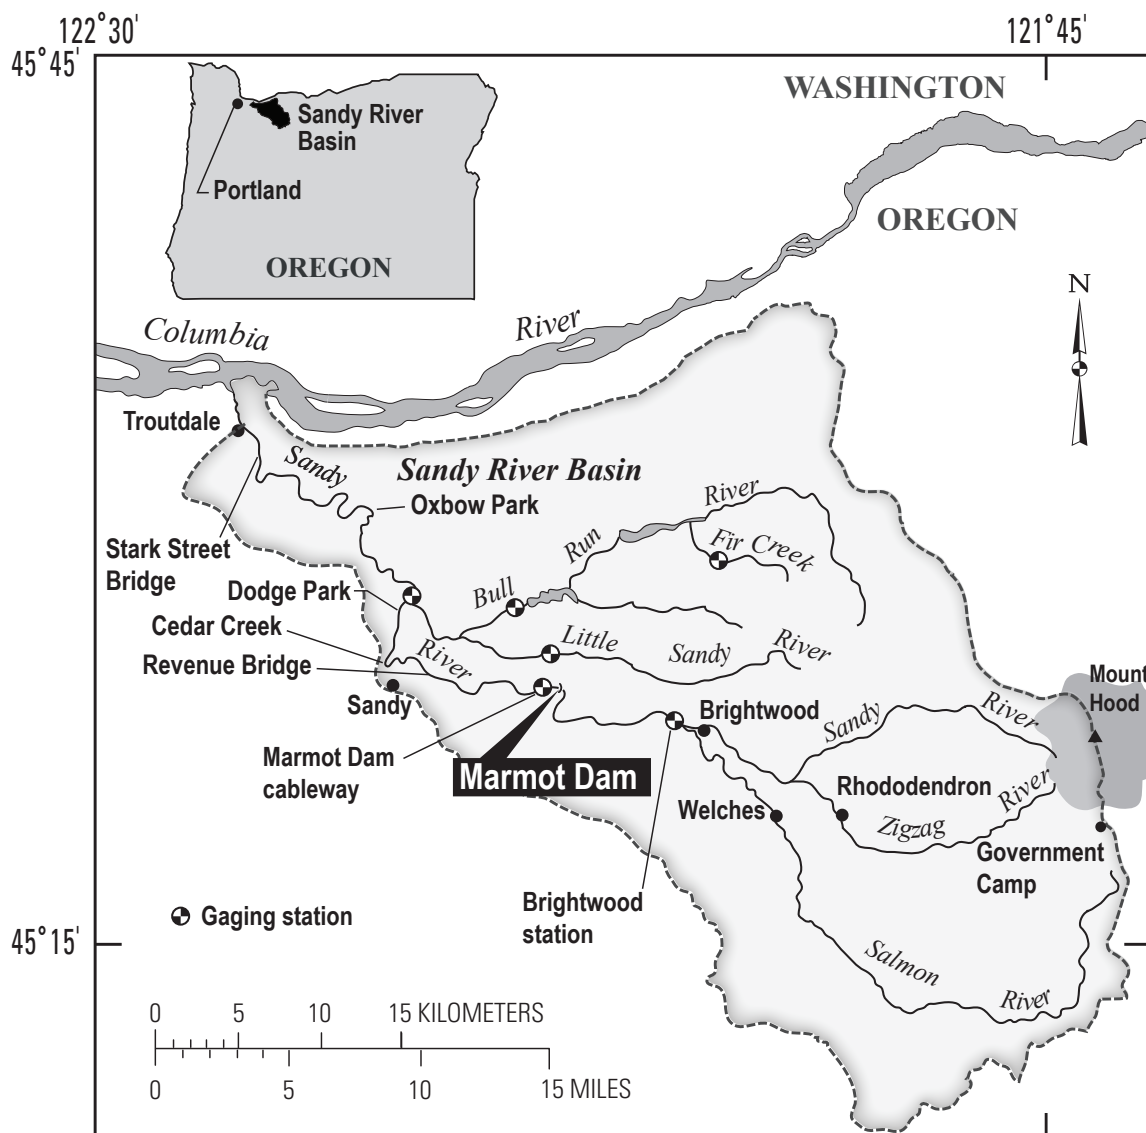 122°30'
121°45'
45°45'
WASHINGTON
OREGON
Sandy River
Basin
Portland
OREGON
N
Columbia
River
Troutdale
Sandy
Sandy River Basin
Oxbow Park
River
Run
Fir Creek
Stark Street
Bridge
Dodge Park
Bull
Cedar Creek
Little
Sandy
River
Revenue Bridge
River
Sandy
Mount
Hood
Brightwood
Sandy
River
Marmot Dam
cableway
Marmot Dam
Rhododendron
River
Zigzag
Welches
Government
Camp
Brightwood
station
Gaging station
45°15'
Salmon
River
0 5 10 15 KILOMETERS
0 5 10 15 MILES